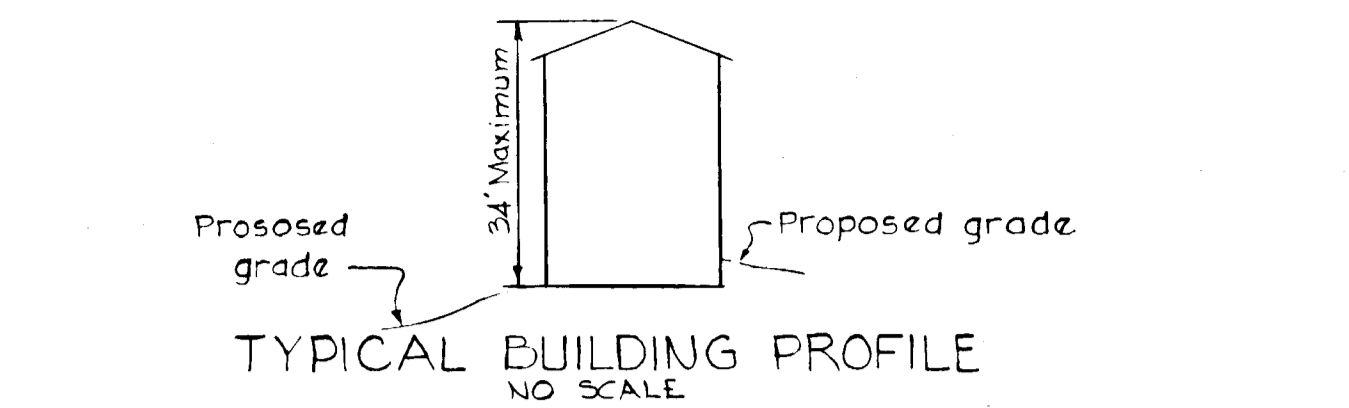 34' Maximum
Prososed
grade
Proposed grade
TYPICAL BUILDING PROFILE
NO SCALE